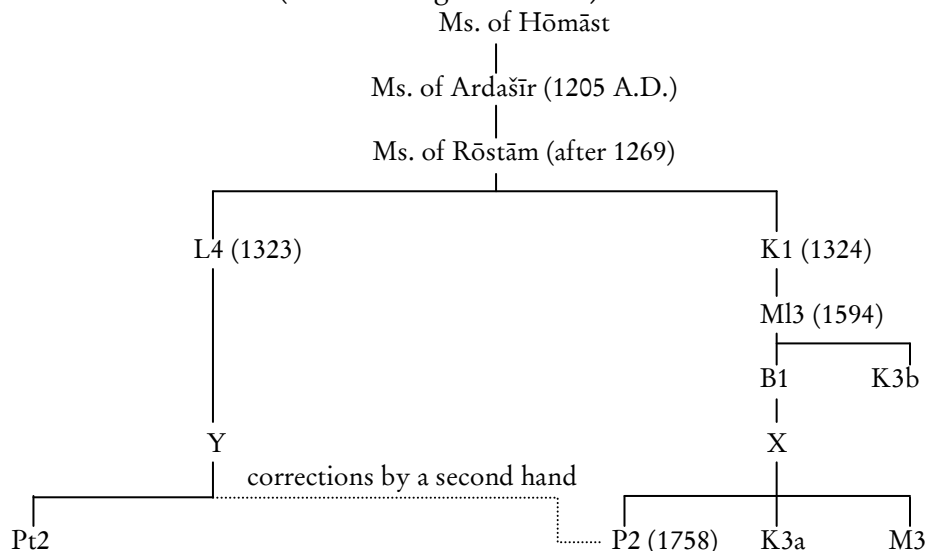 Ms. of Hōmāst
Ms. of Ardašīr (1205 A.D.)
Ms. of Rōstām (after 1269)
L4 (1323) K1 (1324)
Ml3 (1594)
B1 K3b
Y X
corrections by a second hand
Pt2 P2 (1758) K3a M3